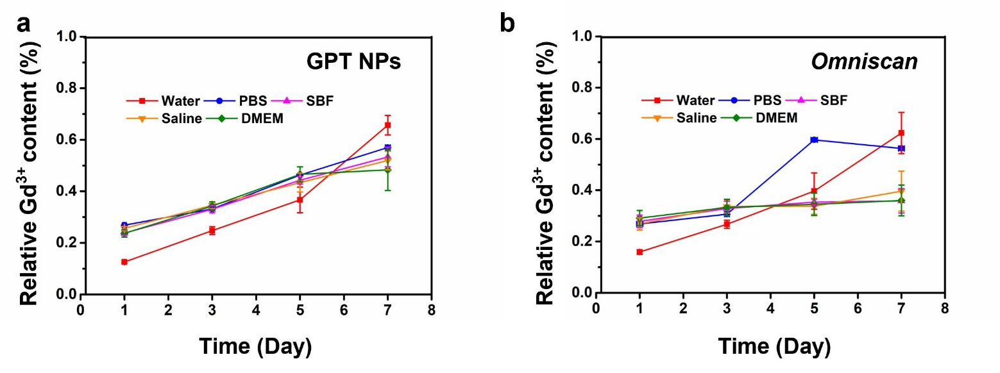 a
GPT NPs
Water PBS SBF
Saline DMEM
Relative Gd³⁺ content (%)
1.0
0.8
0.6
0.4
0.2
0.0
0 1 2 3 4 5 6 7 8
Time (Day)
b
Omniscan
Water PBS SBF
Saline DMEM
Relative Gd³⁺ content (%)
1.0
0.8
0.6
0.4
0.2
0.0
0 1 2 3 4 5 6 7 8
Time (Day)